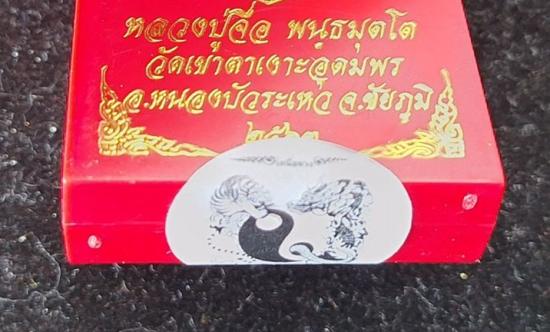 หลวงปู่จื่อ พนฺธมุตฺโต
วัดเขาตาเงาะอุดมพร
อ.หนองบัวระเหว จ.ชัยภูมิ